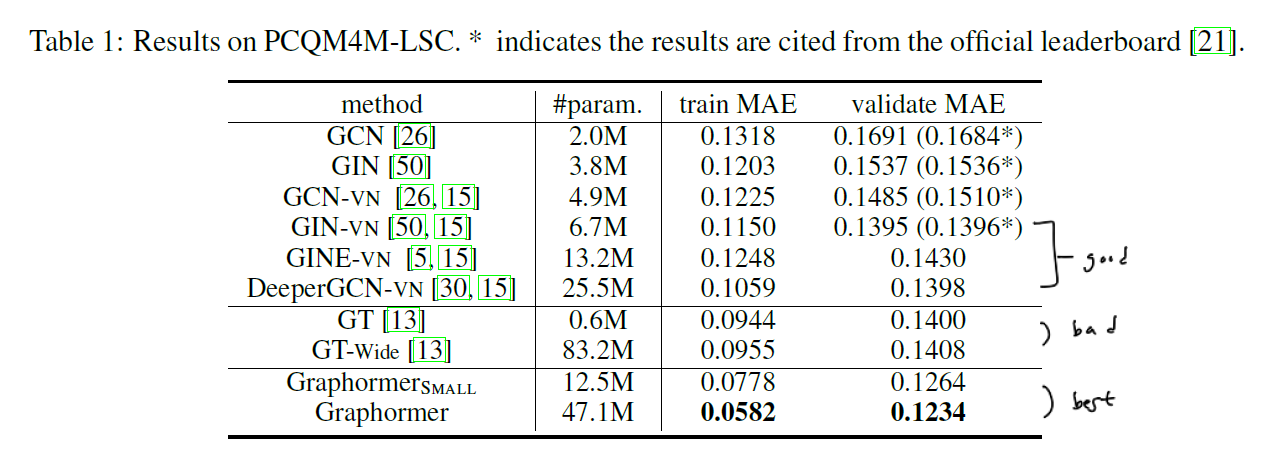 Table 1: Results on PCQM4M-LSC. * indicates the results are cited from the official leaderboard [21].
method #param. train MAE validate MAE
GCN [26] 2.0M 0.1318 0.1691 (0.1684*)
GIN [50] 3.8M 0.1203 0.1537 (0.1536*)
GCN-VN [26, 15] 4.9M 0.1225 0.1485 (0.1510*)
GIN-VN [50, 15] 6.7M 0.1150 0.1395 (0.1396*)
GINE-VN [5, 15] 13.2M 0.1248 0.1430 good
DeeperGCN-VN [30, 15] 25.5M 0.1059 0.1398
GT [13] 0.6M 0.0944 0.1400 bad
GT-Wide [13] 83.2M 0.0955 0.1408
GraphormerSMALL 12.5M 0.0778 0.1264 best
Graphormer 47.1M 0.0582 0.1234